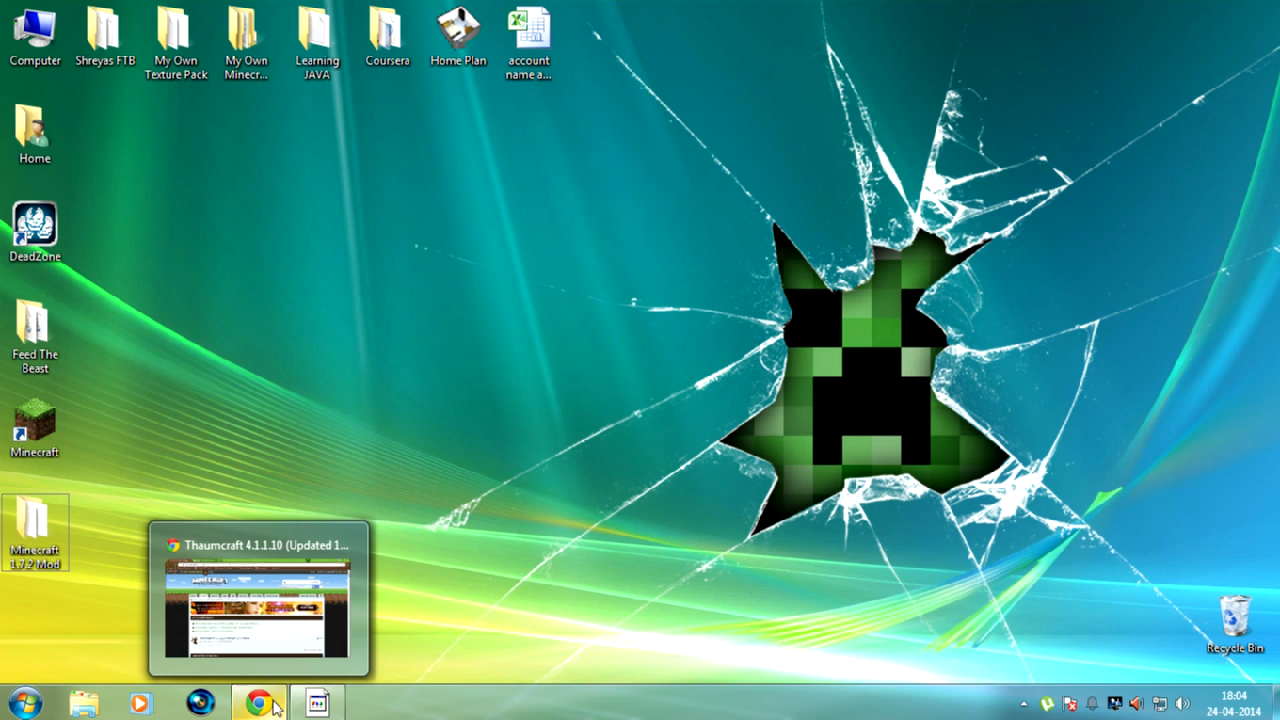 Computer
Shreyas FTB
My Own
Texture Pack
My Own
Minecr...
Learning
JAVA
Coursera
Home Plan
account
name a...
Home
DeadZone
Feed The
Beast
Minecraft
Minecraft
1.7.2 Mod
Thaumcraft 4.1.1.10 (Updated 1...
Recycle Bin
18:04
24-04-2014